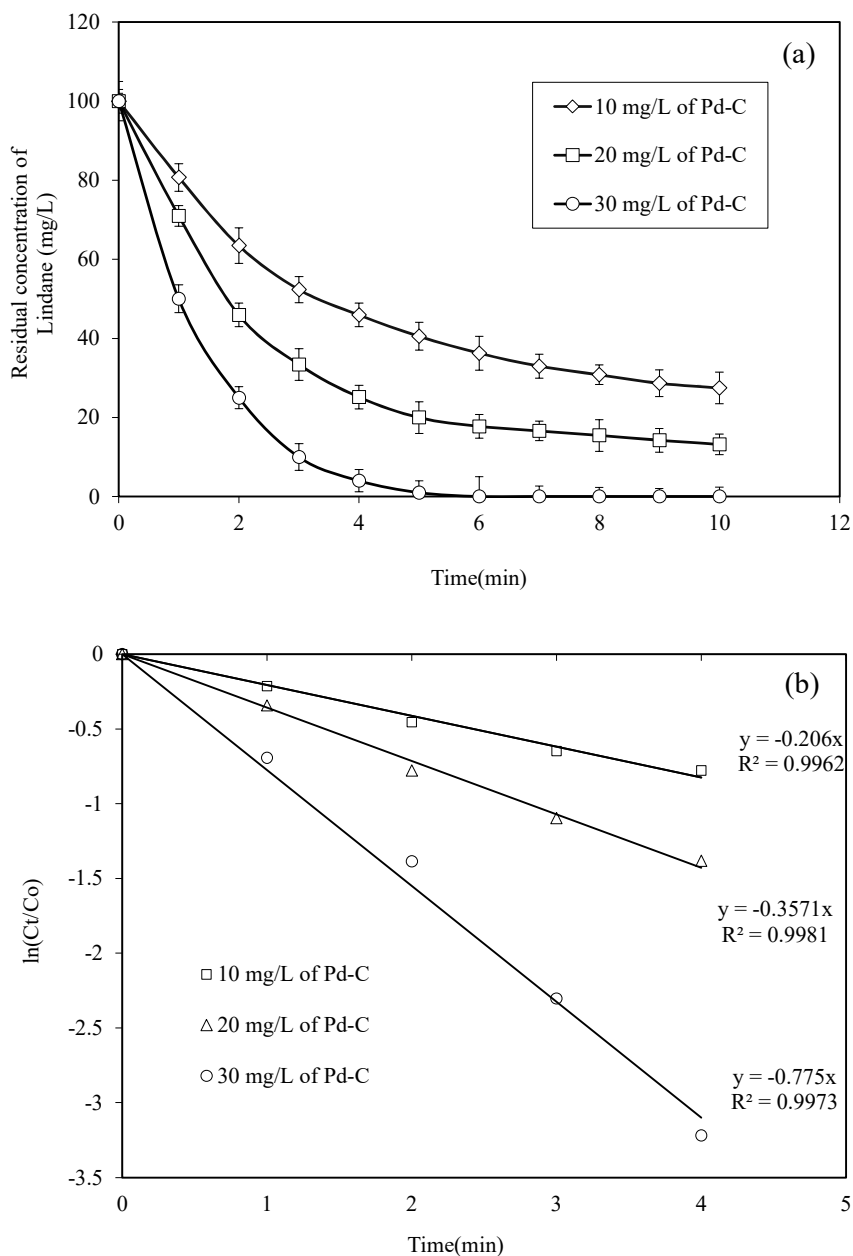 120
100
80
60
40
20
0
0
2
4
6
8
10
12
Residual concentration of
Lindane (mg/L)
Time(min)
(a)
10 mg/L of Pd-C
20 mg/L of Pd-C
30 mg/L of Pd-C
0
-0.5
-1
-1.5
-2
-2.5
-3
-3.5
0
1
2
3
4
5
ln(Ct/Co)
Time(min)
(b)
y = -0.206x
R² = 0.9962
y = -0.3571x
R² = 0.9981
y = -0.775x
R² = 0.9973
10 mg/L of Pd-C
20 mg/L of Pd-C
30 mg/L of Pd-C